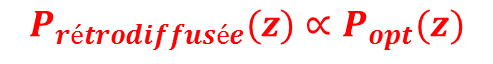 P_rétrodiffusée(z) ∝ P_opt(z)